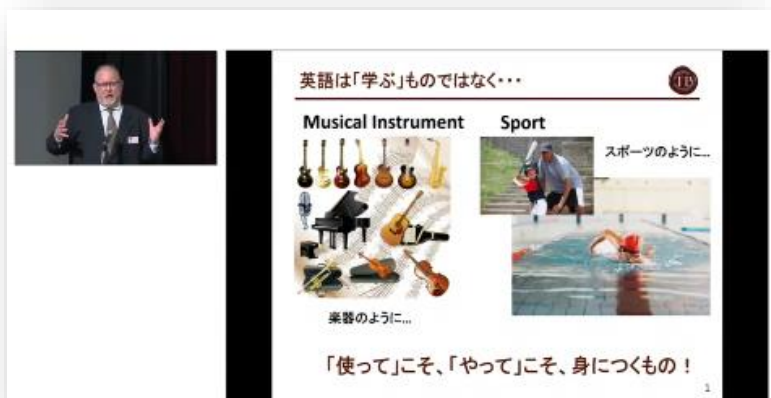 英語は「学ぶ」ものではなく･･･
Musical Instrument
Sport
スポーツのように...
楽器のように...
「使って」こそ、「やって」こそ、身につくもの！
1